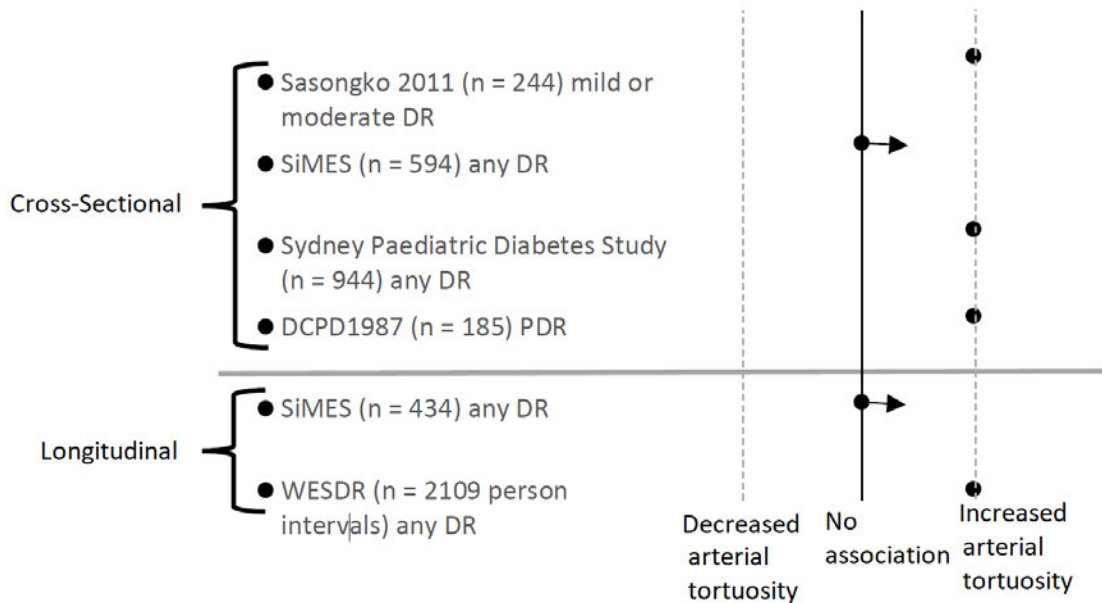 Sasongko 2011 (n = 244) mild or
moderate DR
SiMES (n = 594) any DR
Cross-Sectional
Sydney Paediatric Diabetes Study
(n = 944) any DR
DCPD1987 (n = 185) PDR
SiMES (n = 434) any DR
Longitudinal
WESDR (n = 2109 person
intervals) any DR
Decreased
arterial
tortuosity
No
association
Increased
arterial
tortuosity